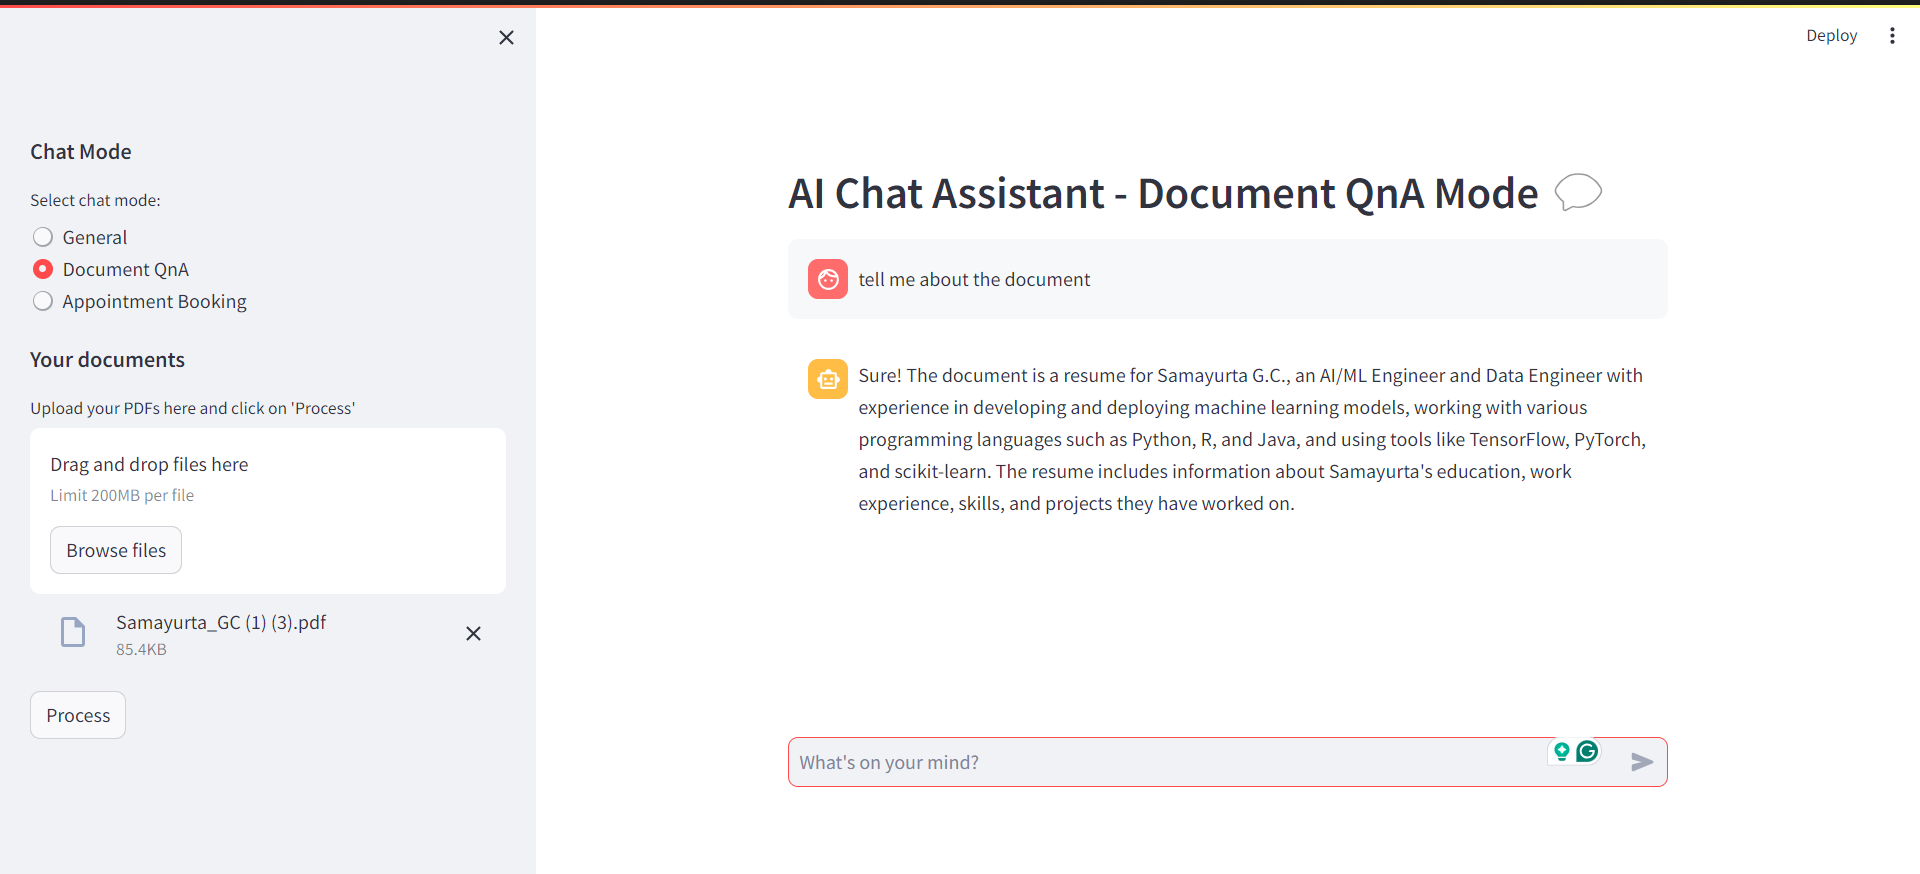 Deploy
Chat Mode
Select chat mode:
General
Document QnA
Appointment Booking
Your documents
Upload your PDFs here and click on 'Process'
Drag and drop files here
Limit 200MB per file
Browse files
Samayurta_GC (1) (3).pdf
85.4KB
Process
AI Chat Assistant - Document QnA Mode
tell me about the document
Sure! The document is a resume for Samayurta G.C., an AI/ML Engineer and Data Engineer with
experience in developing and deploying machine learning models, working with various
programming languages such as Python, R, and Java, and using tools like TensorFlow, PyTorch,
and scikit-learn. The resume includes information about Samayurta's education, work
experience, skills, and projects they have worked on.
What's on your mind?